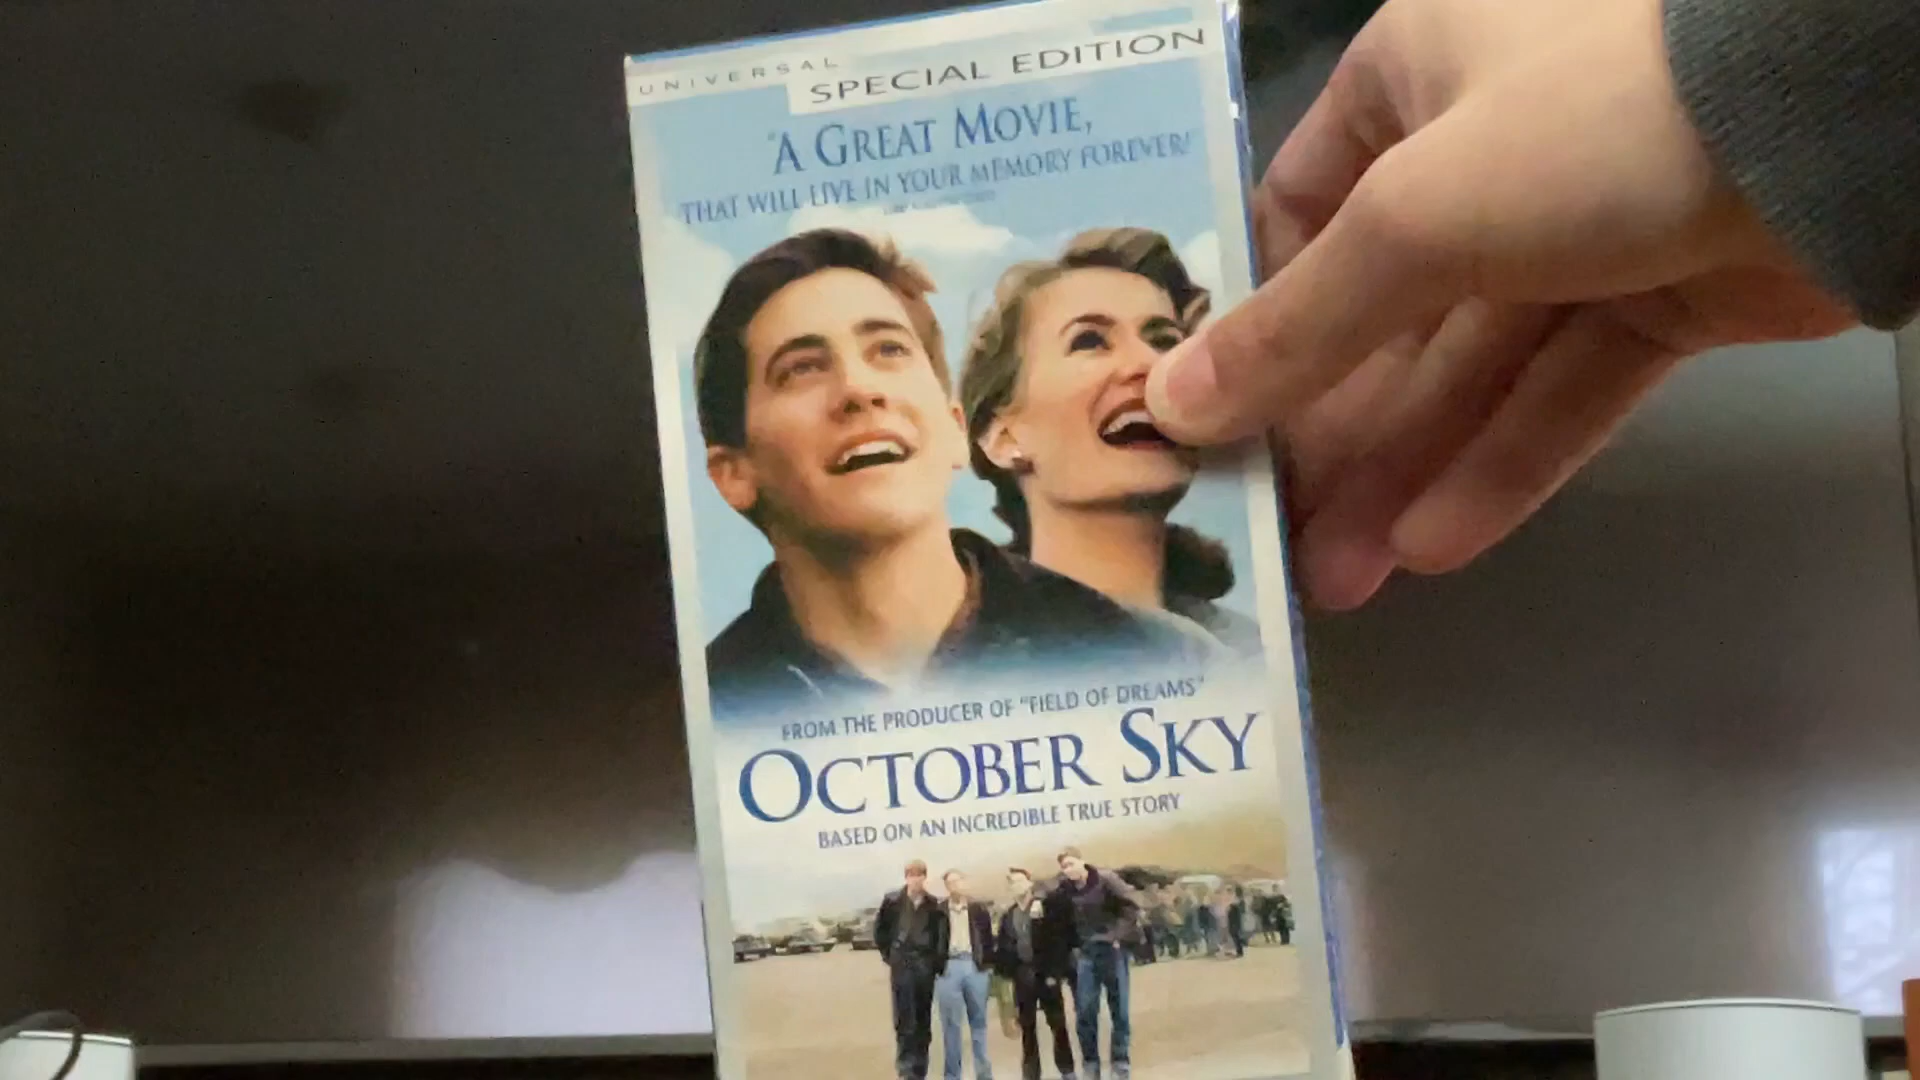 UNIVERSAL
SPECIAL EDITION
"A GREAT MOVIE,
THAT WILL LIVE IN YOUR MEMORY FOREVER!"
FROM THE PRODUCER OF "FIELD OF DREAMS"
OCTOBER SKY
BASED ON AN INCREDIBLE TRUE STORY